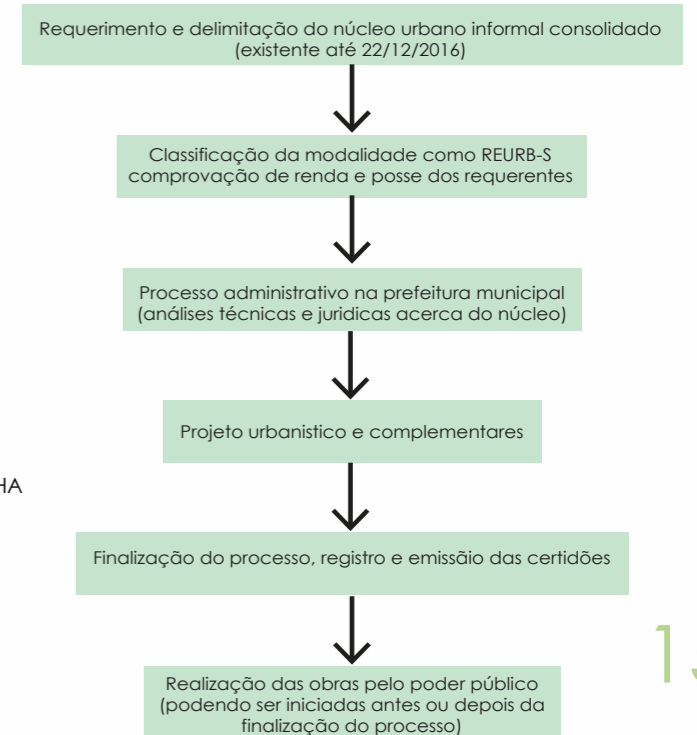 Requerimento e delimitação do núcleo urbano informal consolidado
(existente até 22/12/2016)
Classificação da modalidade como REURB-S
comprovação de renda e posse dos requerentes
Processo administrativo na prefeitura municipal
(análises técnicas e juridicas acerca do núcleo)
Projeto urbanistico e complementares
HA
Finalização do processo, registro e emissãio das certidões
Realização das obras pelo poder público
(podendo ser iniciadas antes ou depois da
finalização do processo)